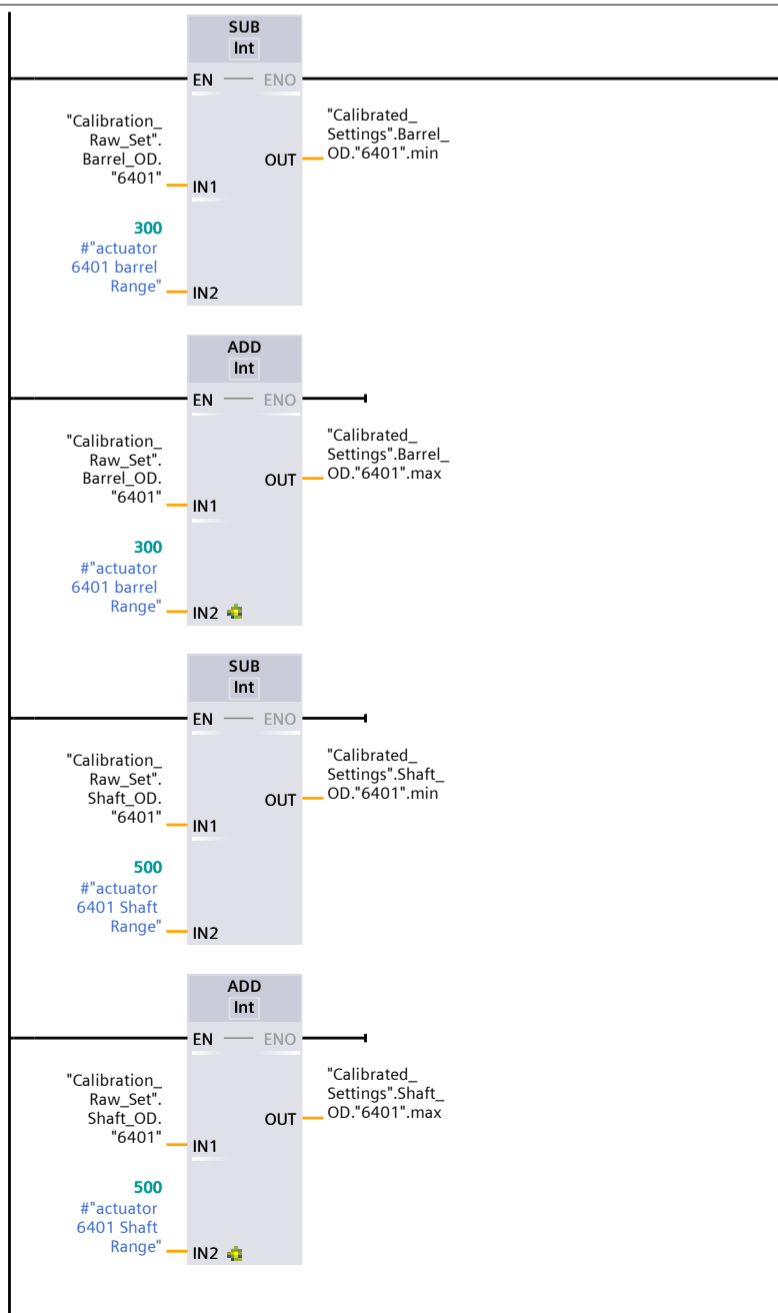 SUB
Int
EN
ENO
"Calibration_
Raw_Set".
Barrel_OD.
"6401"
IN1
OUT
"Calibrated_
Settings".Barrel_
OD."6401".min
300
#"actuator
6401 barrel
Range"
IN2
ADD
Int
EN
ENO
"Calibration_
Raw_Set".
Barrel_OD.
"6401"
IN1
OUT
"Calibrated_
Settings".Barrel_
OD."6401".max
300
#"actuator
6401 barrel
Range"
IN2
SUB
Int
EN
ENO
"Calibration_
Raw_Set".
Shaft_OD.
"6401"
IN1
OUT
"Calibrated_
Settings".Shaft_
OD."6401".min
500
#"actuator
6401 Shaft
Range"
IN2
ADD
Int
EN
ENO
"Calibration_
Raw_Set".
Shaft_OD.
"6401"
IN1
OUT
"Calibrated_
Settings".Shaft_
OD."6401".max
500
#"actuator
6401 Shaft
Range"
IN2